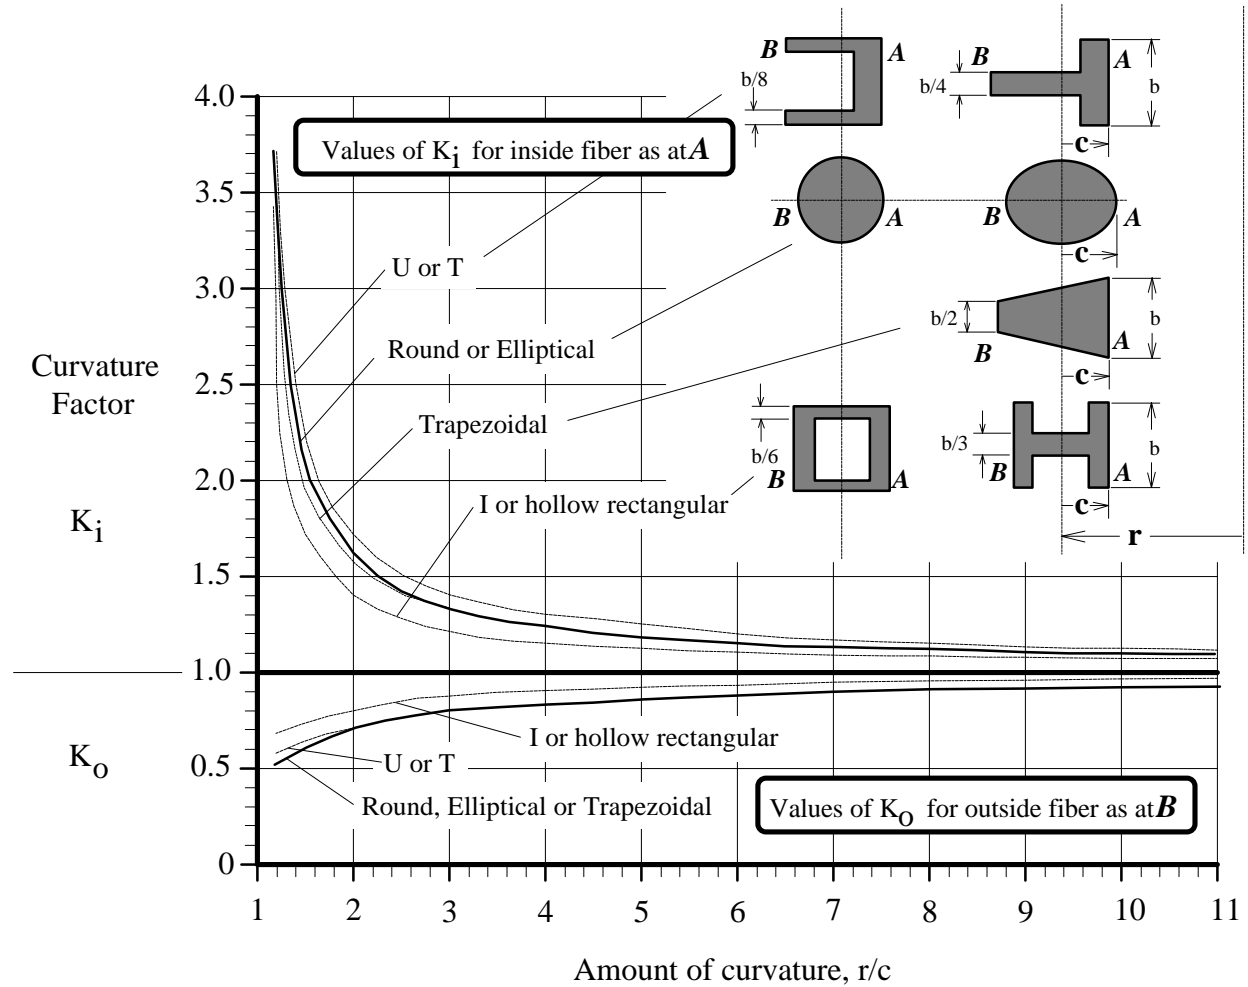 B
A
b/8
B
A
b/4
b
c
4.0
Values of Ki for inside fiber as at A
3.5
B
A
B
A
c
U or T
3.0
b/2
b
B
A
c
Round or Elliptical
Curvature
Factor
2.5
Trapezoidal
b/6
B
A
b/3
b
B
A
c
2.0
I or hollow rectangular
Ki
r
1.5
1.0
I or hollow rectangular
Ko
U or T
0.5
Round, Elliptical or Trapezoidal
Values of Ko for outside fiber as at B
0
1 2 3 4 5 6 7 8 9 10 11
Amount of curvature, r/c